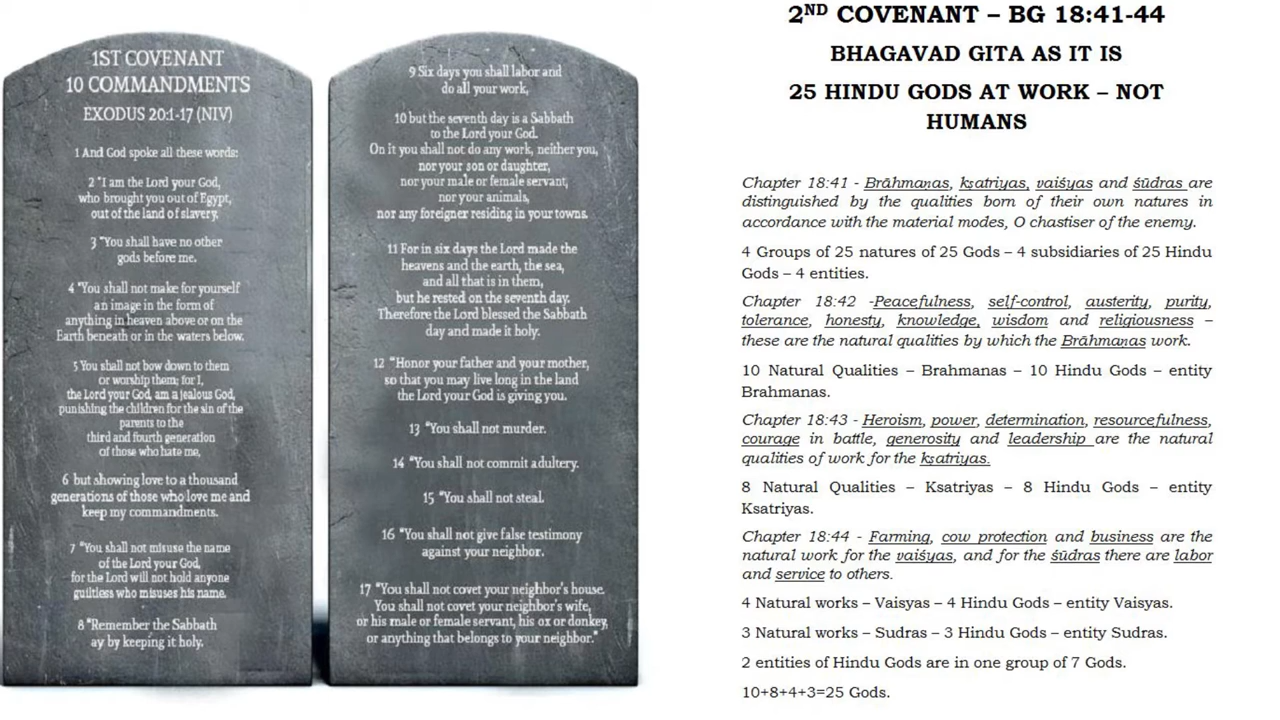 1ST COVENANT
10 COMMANDMENTS
EXODUS 20:1-17 (NIV)
1 And God spoke all these words:
2 "I am the Lord your God,
who brought you out of Egypt,
out of the land of slavery.
3 "You shall have no other
gods before me.
4 "You shall not make for yourself
an image in the form of
anything in heaven above or on the
Earth beneath or in the waters below.
5 You shall not bow down to them
or worship them; for I,
the Lord your God, am a jealous God,
punishing the children for the sin of the
parents to the
third and fourth generation
of those who hate me,
6 but showing love to a thousand
generations of those who love me and
keep my commandments.
7 "You shall not misuse the name
of the Lord your God,
for the Lord will not hold anyone
guiltless who misuses his name.
8 "Remember the Sabbath
ay by keeping it holy.
9 Six days you shall labor and
do all your work,
10 but the seventh day is a Sabbath
to the Lord your God.
On it you shall not do any work, neither you,
nor your son or daughter,
nor your male or female servant,
nor your animals,
nor any foreigner residing in your towns.
11 For in six days the Lord made the
heavens and the earth, the sea,
and all that is in them,
but he rested on the seventh day.
Therefore the Lord blessed the Sabbath
day and made it holy.
12 "Honor your father and your mother,
so that you may live long in the land
the Lord your God is giving you.
13 "You shall not murder.
14 "You shall not commit adultery.
15 "You shall not steal.
16 "You shall not give false testimony
against your neighbor.
17 "You shall not covet your neighbor's house.
You shall not covet your neighbor's wife,
or his male or female servant, his ox or donkey,
or anything that belongs to your neighbor."
2ND COVENANT – BG 18:41-44
BHAGAVAD GITA AS IT IS
25 HINDU GODS AT WORK – NOT
HUMANS
Chapter 18:41 - Brāhmaṇas, kṣatriyas, vaiśyas and śūdras are
distinguished by the qualities born of their own natures in
accordance with the material modes, O chastiser of the enemy.
4 Groups of 25 natures of 25 Gods – 4 subsidiaries of 25 Hindu
Gods – 4 entities.
Chapter 18:42 -Peacefulness, self-control, austerity, purity,
tolerance, honesty, knowledge, wisdom and religiousness –
these are the natural qualities by which the Brāhmaṇas work.
10 Natural Qualities – Brahmanas – 10 Hindu Gods – entity
Brahmanas.
Chapter 18:43 - Heroism, power, determination, resourcefulness,
courage in battle, generosity and leadership are the natural
qualities of work for the kṣatriyas.
8 Natural Qualities – Ksatriyas – 8 Hindu Gods – entity
Ksatriyas.
Chapter 18:44 - Farming, cow protection and business are the
natural work for the vaiśyas, and for the śūdras there are labor
and service to others.
4 Natural works – Vaisyas – 4 Hindu Gods – entity Vaisyas.
3 Natural works – Sudras – 3 Hindu Gods – entity Sudras.
2 entities of Hindu Gods are in one group of 7 Gods.
10+8+4+3=25 Gods.